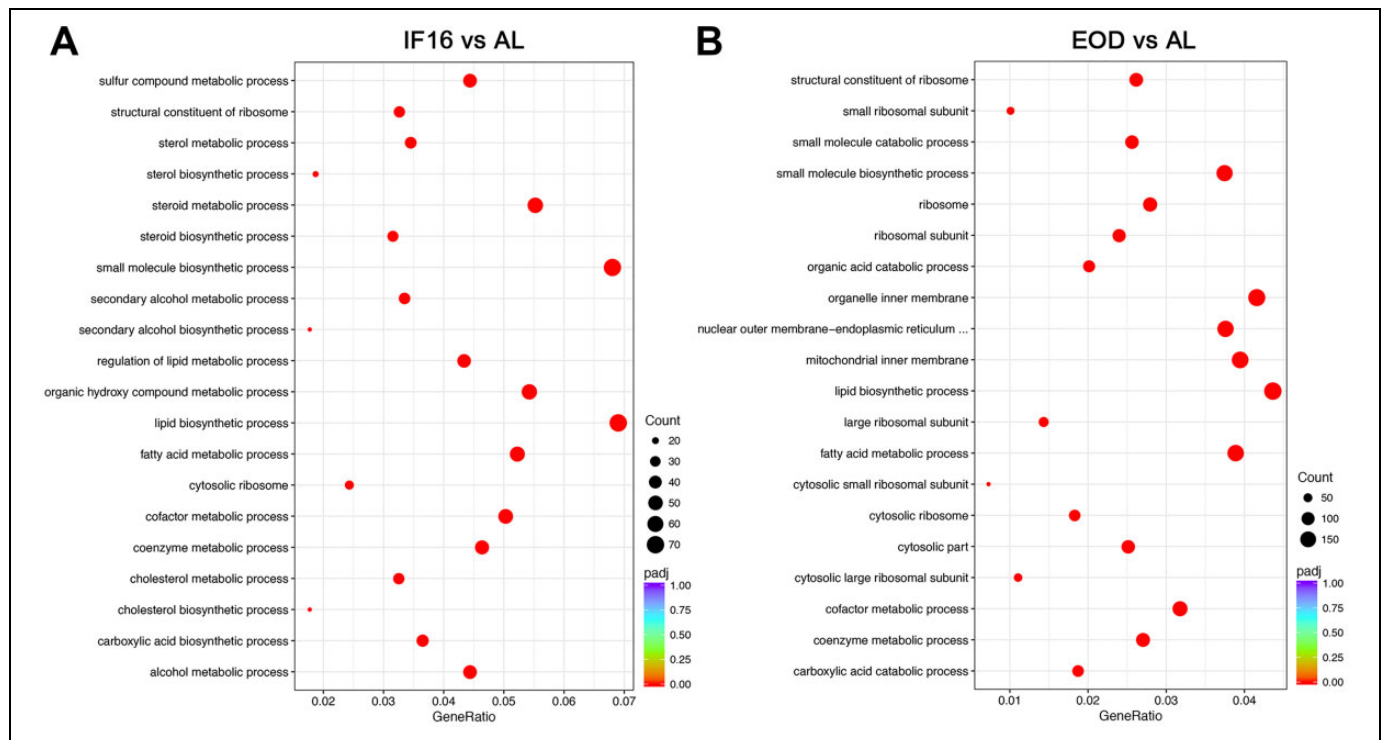 A
IF16 vs AL
sulfur compound metabolic process
structural constituent of ribosome
sterol metabolic process
sterol biosynthetic process
steroid metabolic process
steroid biosynthetic process
small molecule biosynthetic process
secondary alcohol metabolic process
secondary alcohol biosynthetic process
regulation of lipid metabolic process
organic hydroxy compound metabolic process
lipid biosynthetic process
fatty acid metabolic process
cytosolic ribosome
cofactor metabolic process
coenzyme metabolic process
cholesterol metabolic process
cholesterol biosynthetic process
carboxylic acid biosynthetic process
alcohol metabolic process
0.02 0.03 0.04 0.05 0.06 0.07
GeneRatio
Count
20
30
40
50
60
70
padj
1.00
0.75
0.50
0.25
0.00
B
EOD vs AL
structural constituent of ribosome
small ribosomal subunit
small molecule catabolic process
small molecule biosynthetic process
ribosome
ribosomal subunit
organic acid catabolic process
organelle inner membrane
nuclear outer membrane−endoplasmic reticulum ...
mitochondrial inner membrane
lipid biosynthetic process
large ribosomal subunit
fatty acid metabolic process
cytosolic small ribosomal subunit
cytosolic ribosome
cytosolic part
cytosolic large ribosomal subunit
cofactor metabolic process
coenzyme metabolic process
carboxylic acid catabolic process
0.01 0.02 0.03 0.04
GeneRatio
Count
50
100
150
padj
1.00
0.75
0.50
0.25
0.00